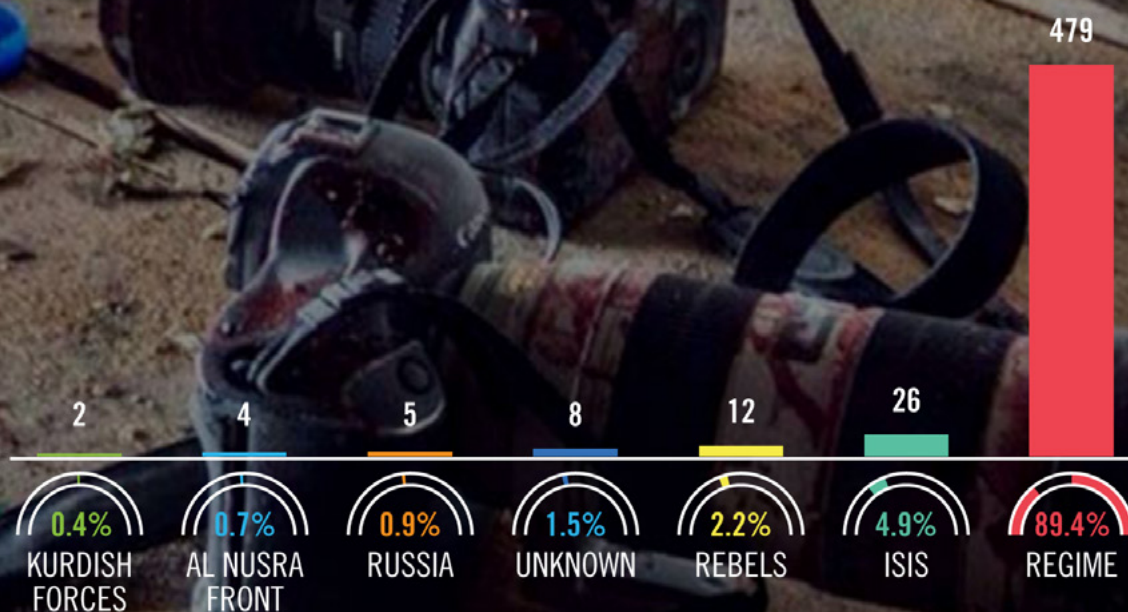 479
2
4
5
8
12
26
0.4%
0.7%
0.9%
1.5%
2.2%
4.9%
89.4%
KURDISH
FORCES
AL NUSRA
FRONT
RUSSIA
UNKNOWN
REBELS
ISIS
REGIME